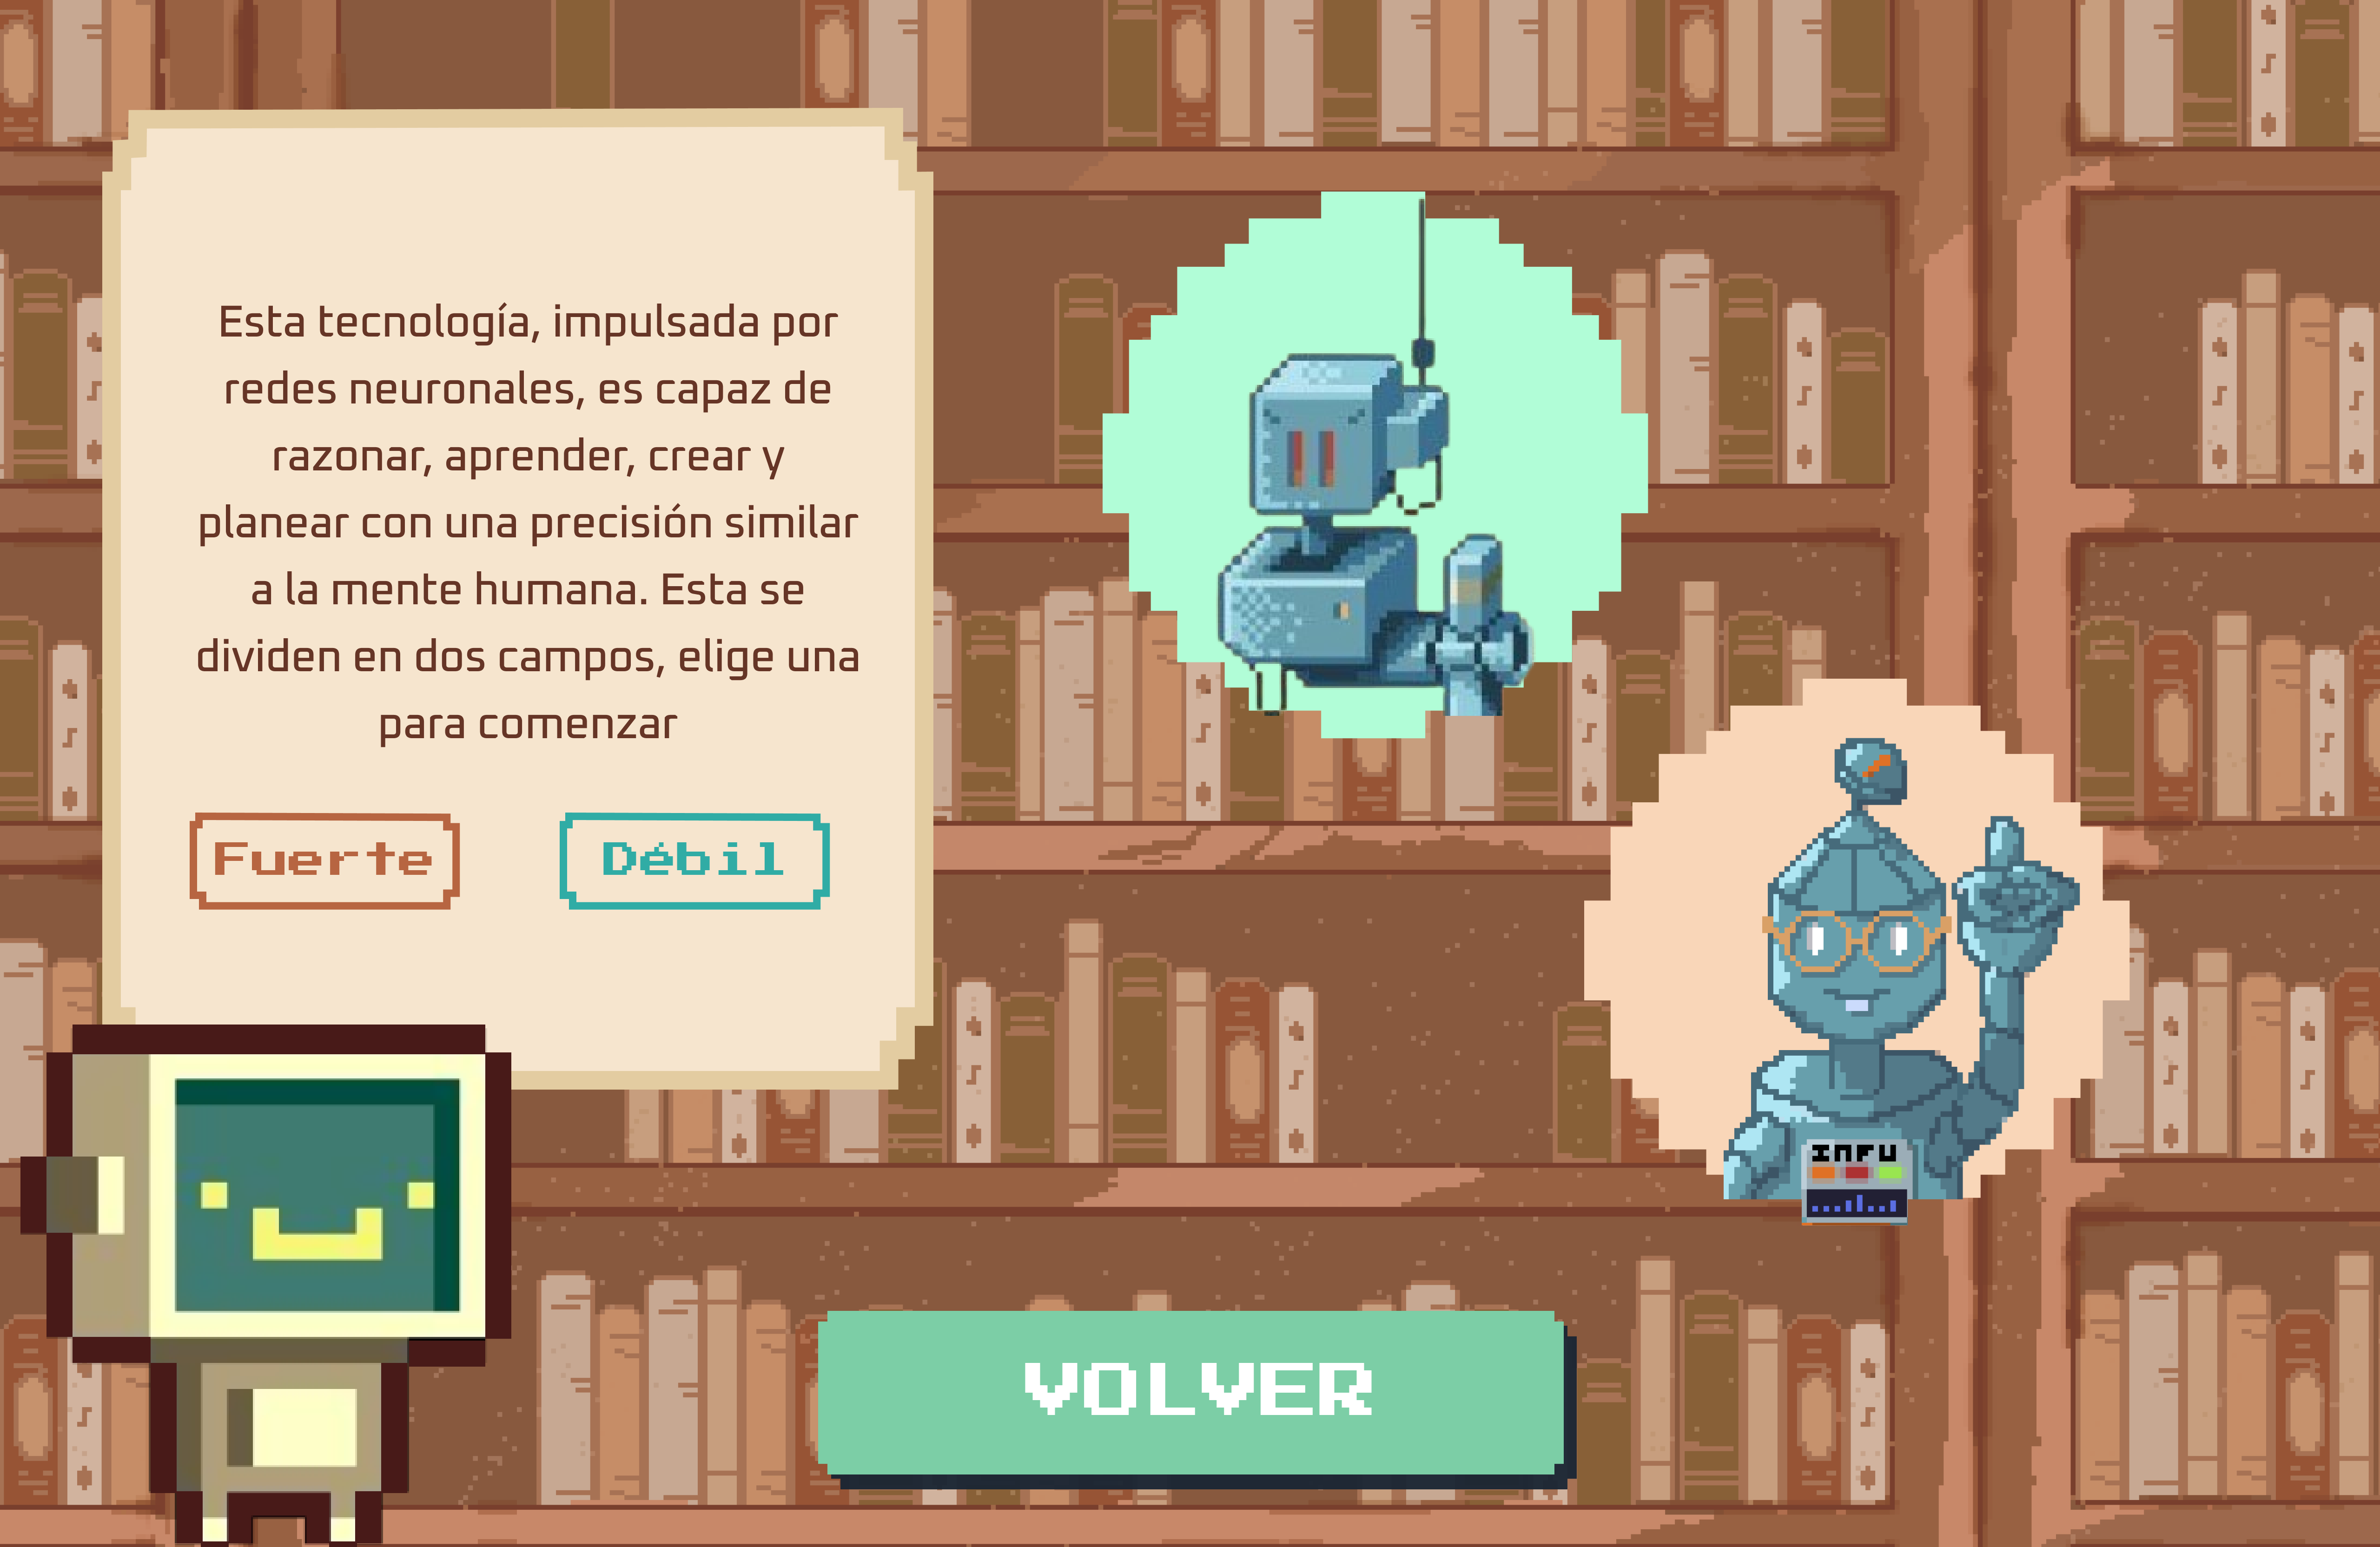 Esta tecnología, impulsada por
redes neuronales, es capaz de
razonar, aprender, crear y
planear con una precisión similar
a la mente humana. Esta se
dividen en dos campos, elige una
para comenzar
Fuerte
Débil
INFU
VOLVER